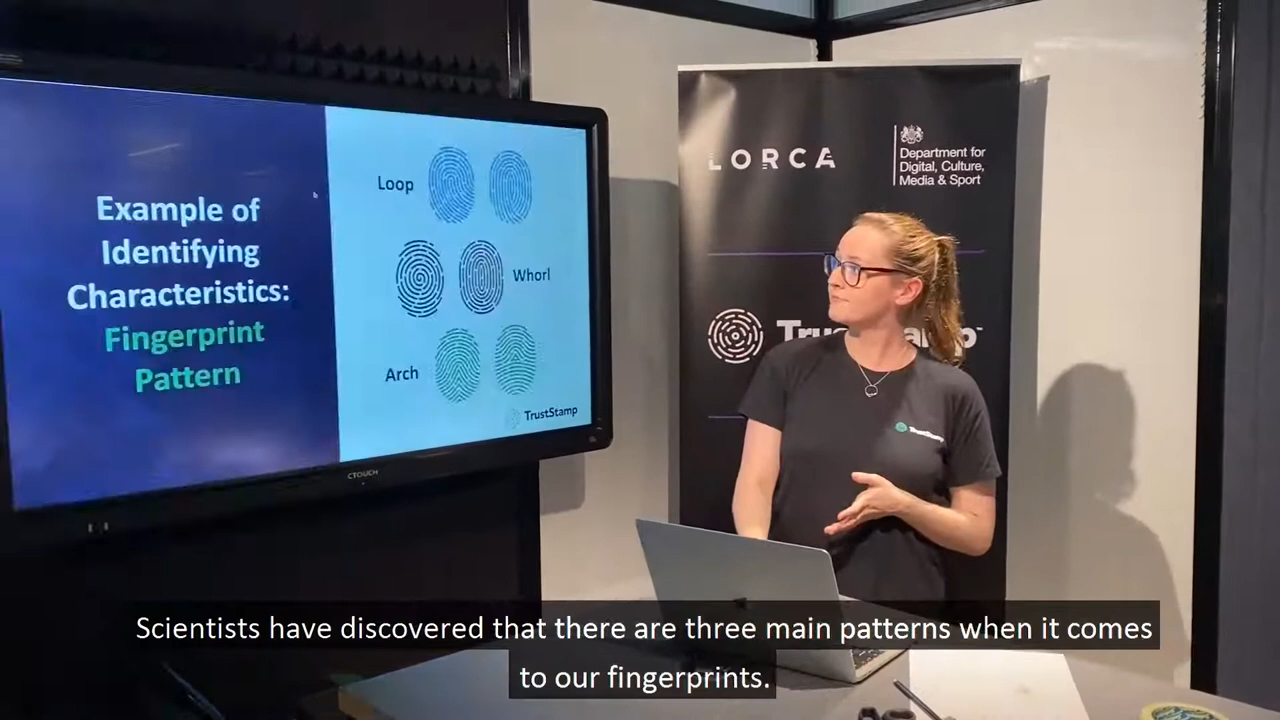 Example of
Identifying
Characteristics:
Fingerprint
Pattern
Loop
Whorl
Arch
TrustStamp
CTOUCH
LORCA
Department for
Digital, Culture,
Media & Sport
TrustStamp
Scientists have discovered that there are three main patterns when it comes
to our fingerprints.